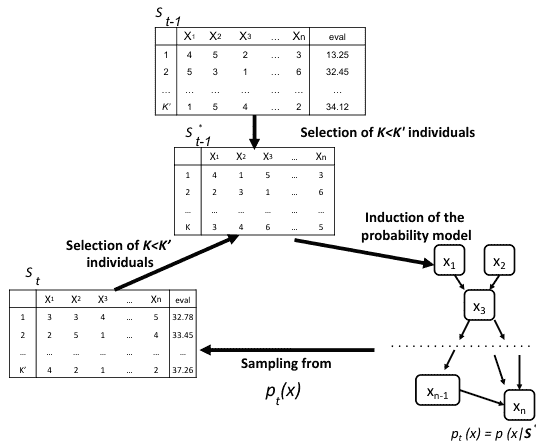 S t-1
X1 X2 X3 ... Xn eval
1 4 5 2 ... 3 13.25
2 5 3 1 ... 6 32.45
... ... ...
K' 1 5 4 ... 2 34.12
Selection of K<K' individuals
S t-1 *
X1 X2 X3 ... Xn
1 4 1 5 ... 3
2 2 3 1 ... 6
... ... ...
K 3 4 6 ... 5
Selection of K<K'
individuals
Induction of the
probability model
x1 x2
x3
xn-1
xn
pt (x) = p (x|S*
S t
X1 X2 X3 ... Xn eval
1 3 3 4 ... 5 32.78
2 2 5 1 ... 4 33.45
... ... ...
K' 4 2 1 ... 2 37.26
Sampling from
pt(x)